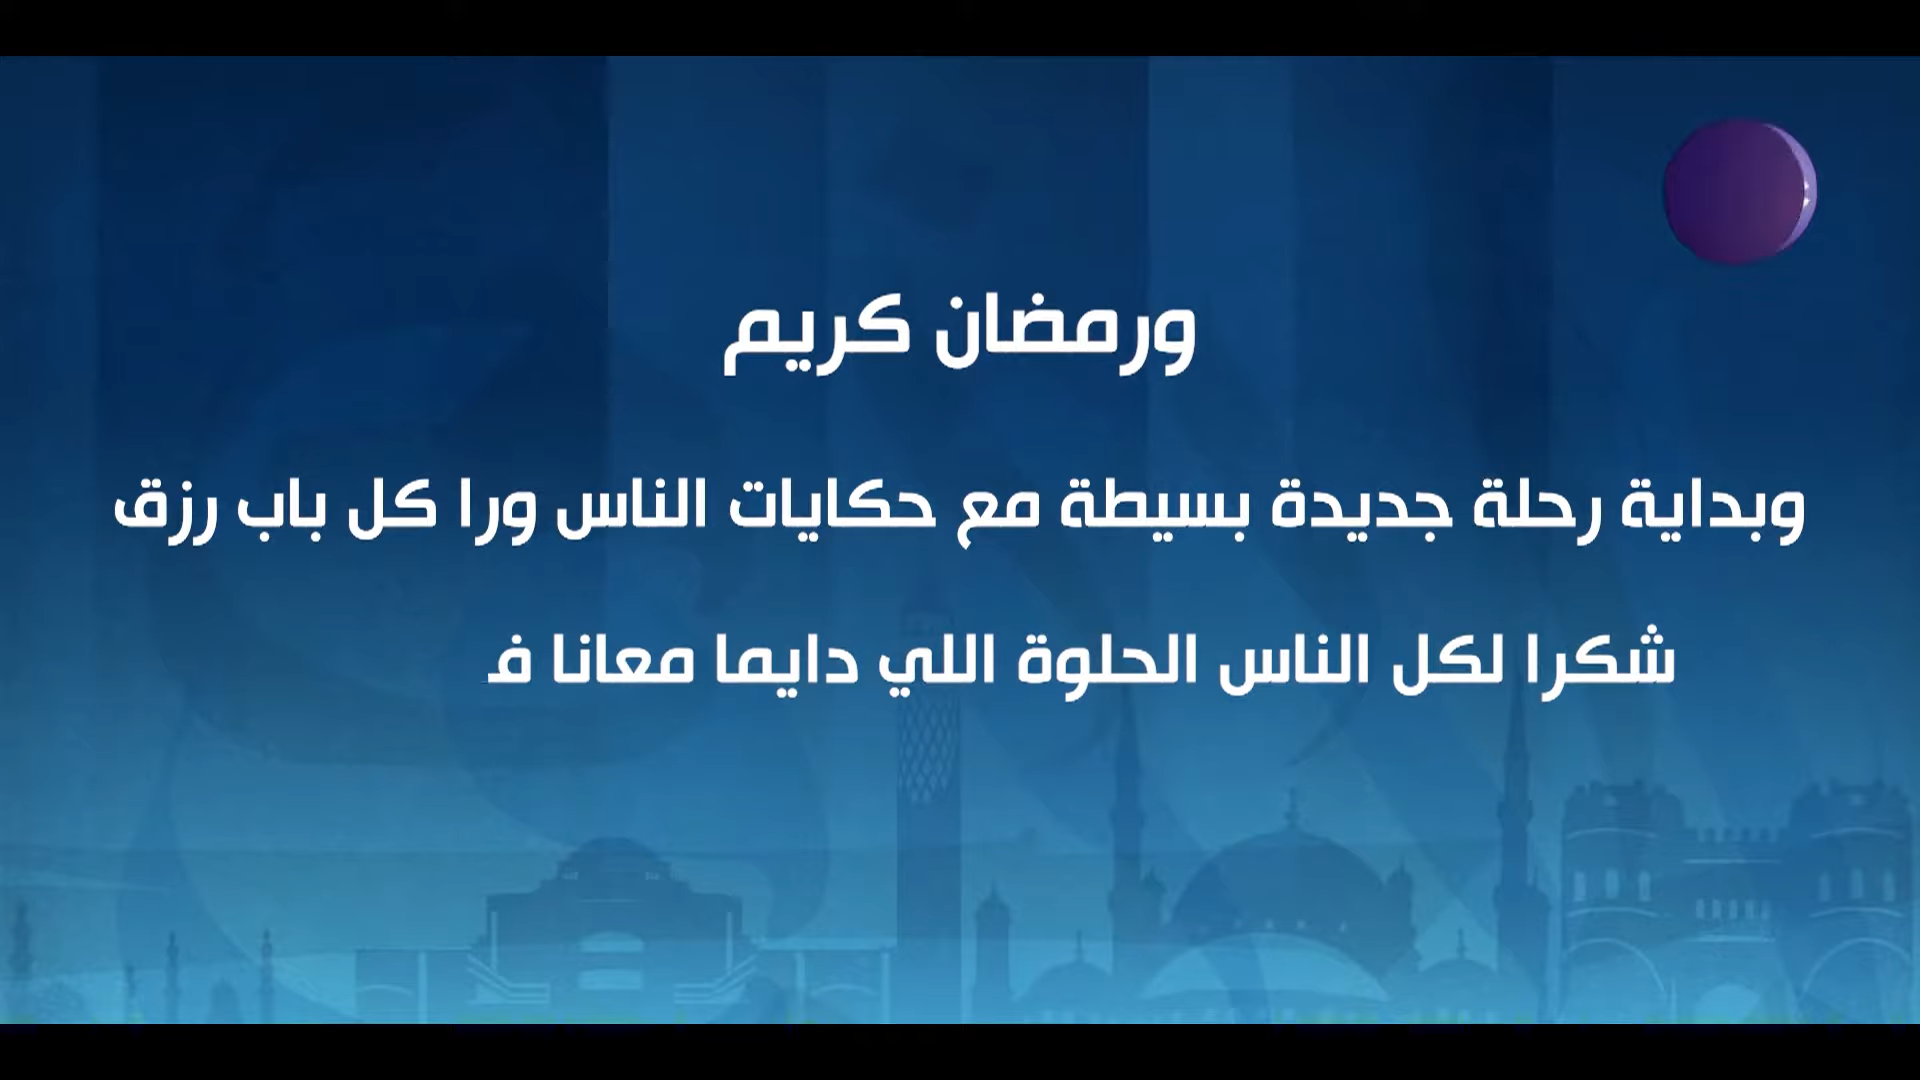 ورمضان كريم
وبداية رحلة جديدة بسيطة مع حكايات الناس ورا كل باب رزق
شكرا لكل الناس الحلوة اللي دايما معانا فـ